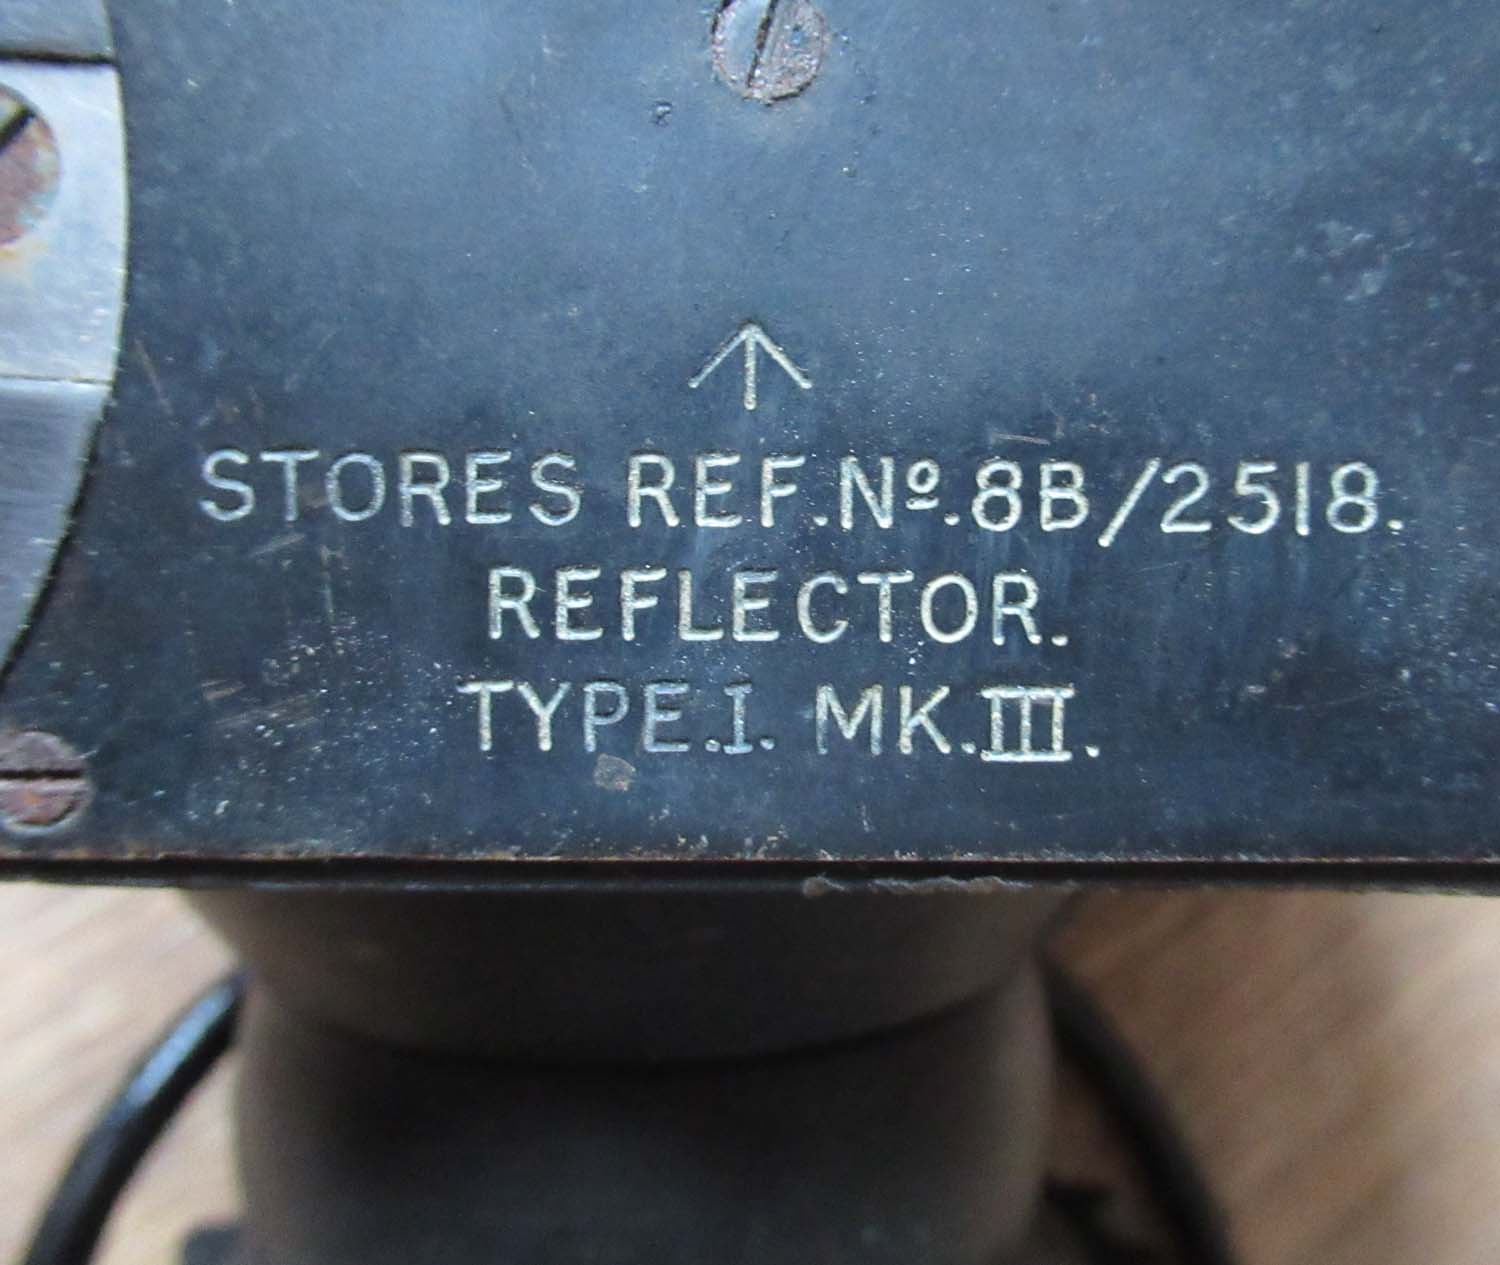 STORES REF. Nº. 8B/2518.
REFLECTOR.
TYPE.I. MK.III.